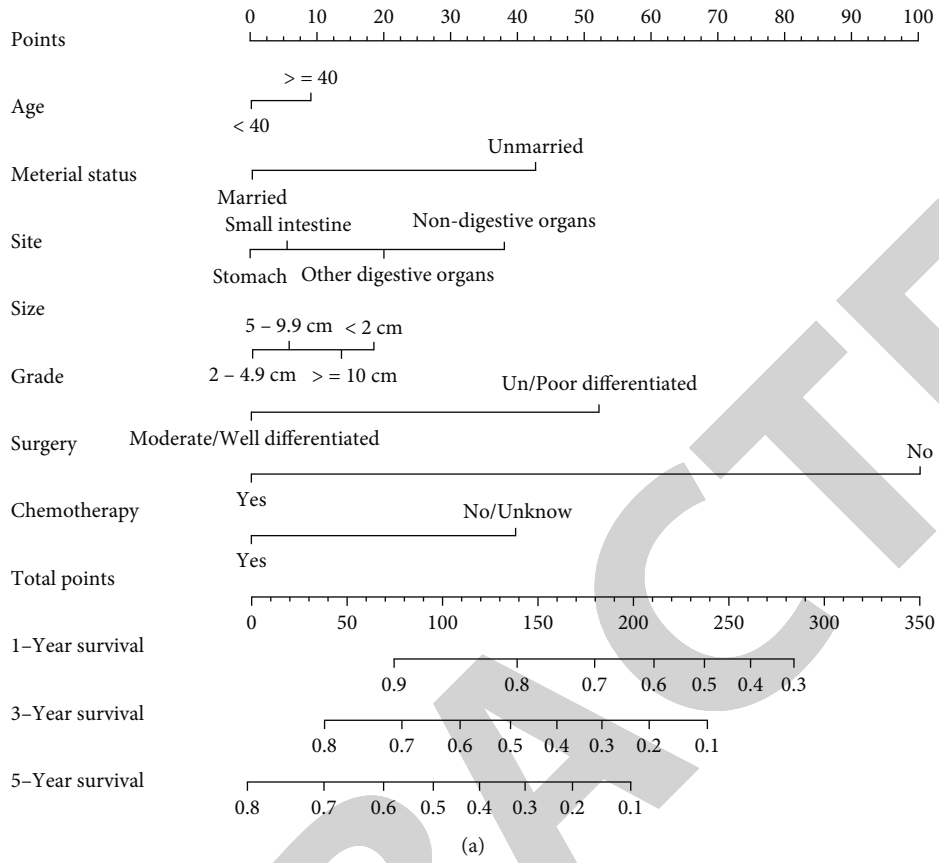 Points
0 10 20 30 40 50 60 70 80 90 100
Age
> = 40
< 40
Meterial status
Unmarried
Married
Site
Small intestine
Non-digestive organs
Stomach
Other digestive organs
Size
5 – 9.9 cm
< 2 cm
2 – 4.9 cm
> = 10 cm
Grade
Un/Poor differentiated
Moderate/Well differentiated
Surgery
No
Yes
Chemotherapy
No/Unknow
Yes
Total points
0 50 100 150 200 250 300 350
1–Year survival
0.9 0.8 0.7 0.6 0.5 0.4 0.3
3–Year survival
0.8 0.7 0.6 0.5 0.4 0.3 0.2 0.1
5–Year survival
0.8 0.7 0.6 0.5 0.4 0.3 0.2 0.1
(a)